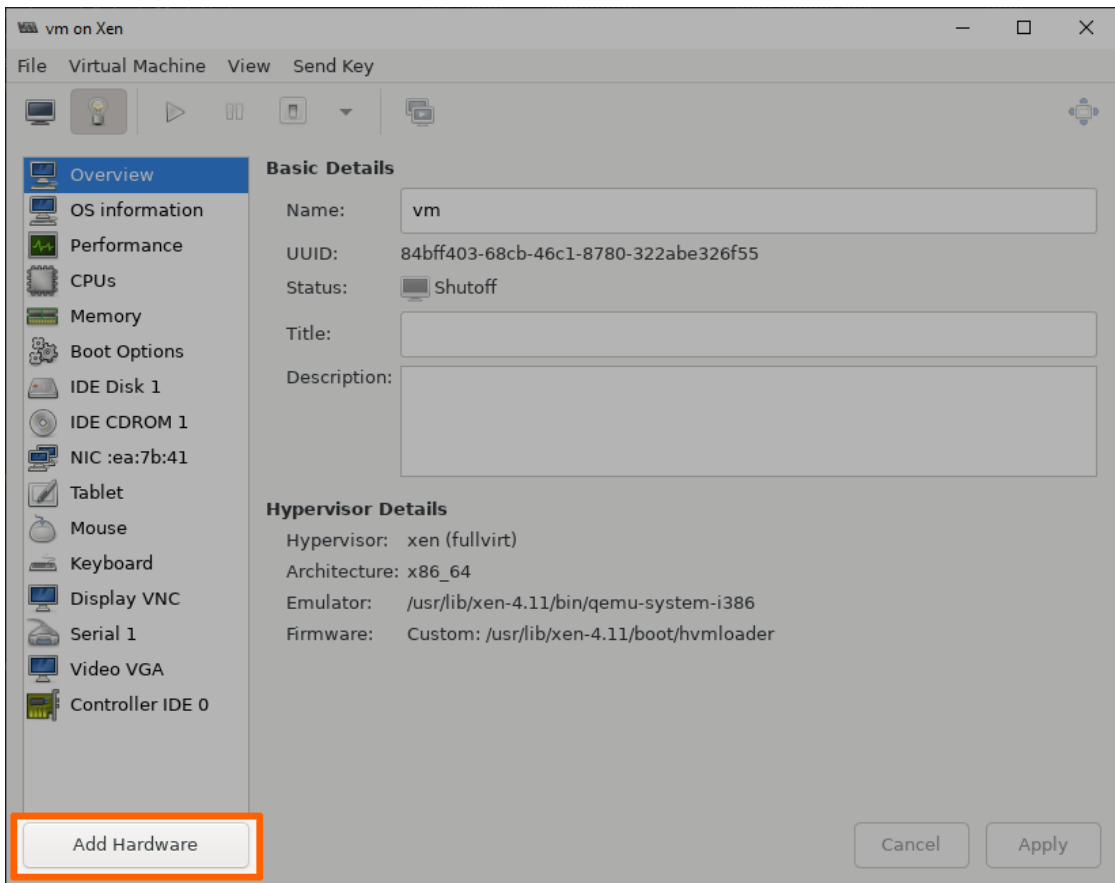 vm on Xen
File Virtual Machine View Send Key
Overview
OS information
Performance
CPUs
Memory
Boot Options
IDE Disk 1
IDE CDROM 1
NIC :ea:7b:41
Tablet
Mouse
Keyboard
Display VNC
Serial 1
Video VGA
Controller IDE 0
Add Hardware
Basic Details
Name: vm
UUID: 84bff403-68cb-46c1-8780-322abe326f55
Status: Shutoff
Title:
Description:
Hypervisor Details
Hypervisor: xen (fullvirt)
Architecture: x86_64
Emulator: /usr/lib/xen-4.11/bin/qemu-system-i386
Firmware: Custom: /usr/lib/xen-4.11/boot/hvmloader
Cancel Apply